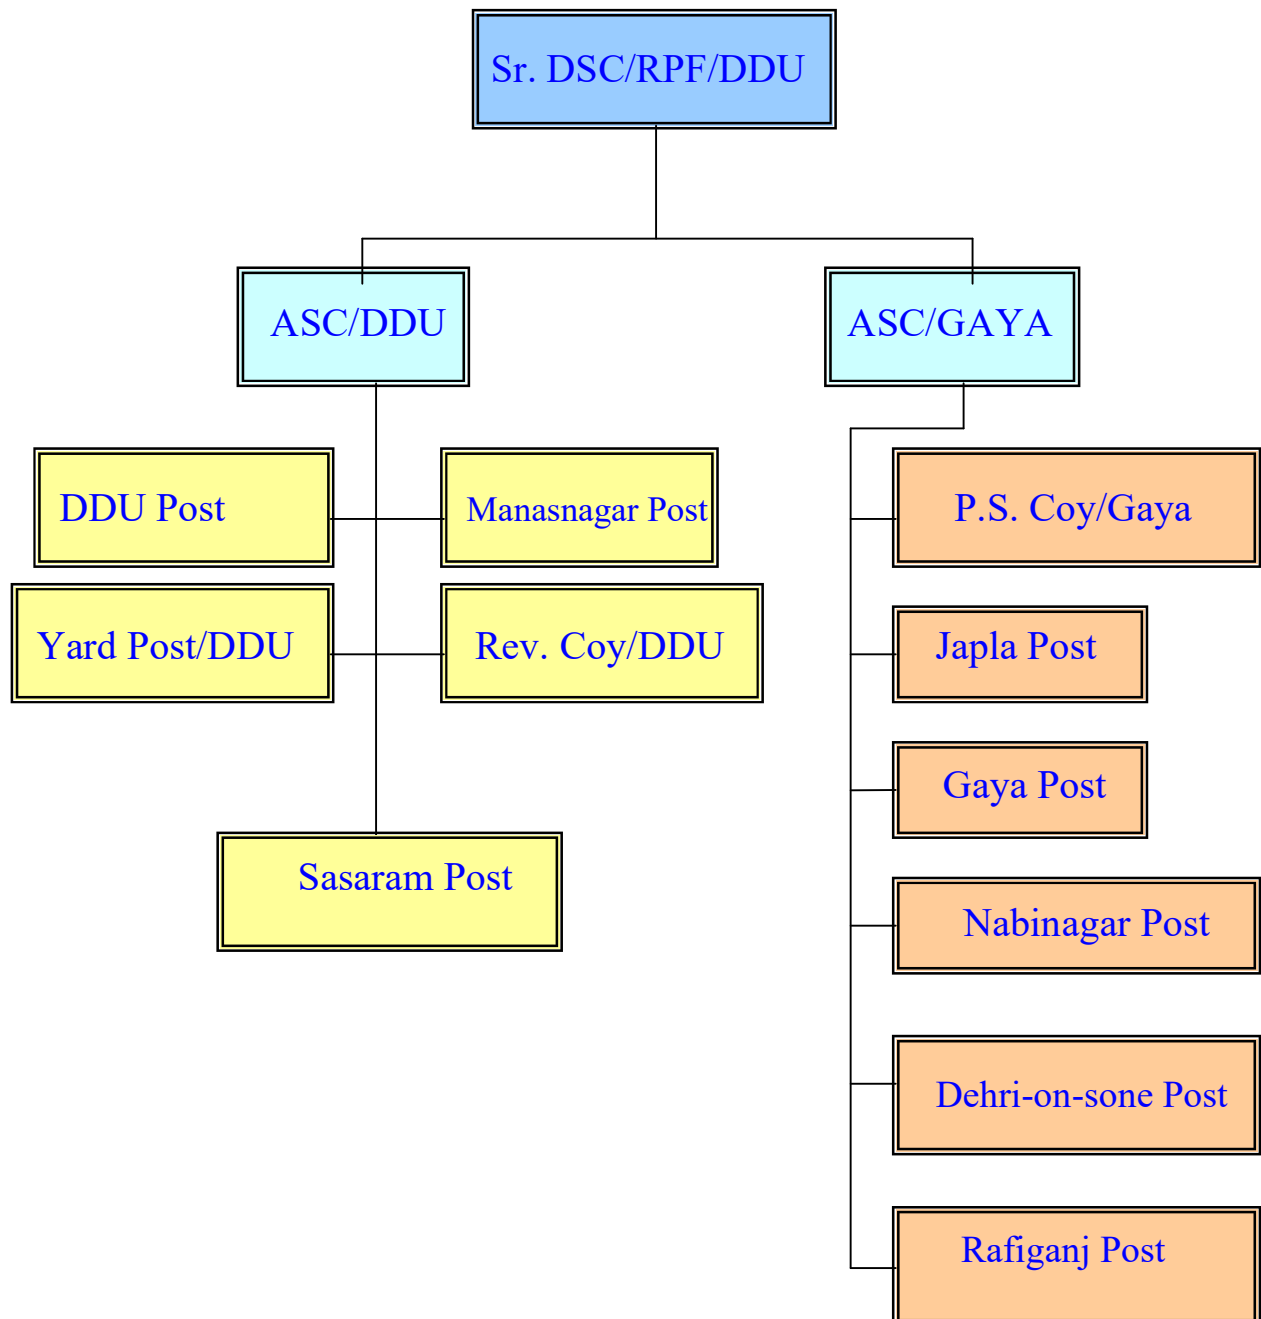 Sr. DSC/RPF/DDU
ASC/DDU
ASC/GAYA
DDU Post
Manasnagar Post
P.S. Coy/Gaya
Yard Post/DDU
Rev. Coy/DDU
Japla Post
Gaya Post
Sasaram Post
Nabinagar Post
Dehri-on-sone Post
Rafiganj Post